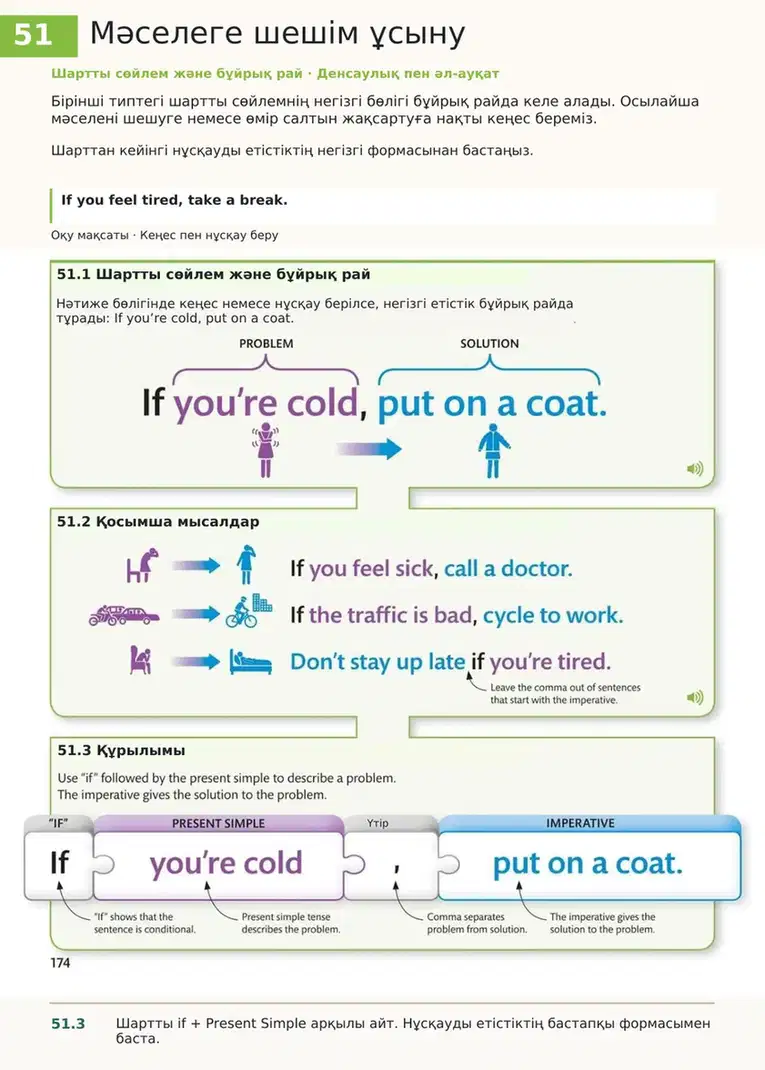 51 Мәселеге шешім ұсыну
Шартты сөйлем және бұйрық рай · Денсаулық пен әл-ауқат
Бірінші типтегі шартты сөйлемнің негізгі бөлігі бұйрық райда келе алады. Осылайша
мәселені шешуге немесе өмір салтын жақсартуға нақты кеңес береміз.
Шарттан кейінгі нұсқауды етістіктің негізгі формасынан бастаңыз.
If you feel tired, take a break.
Оқу мақсаты · Кеңес пен нұсқау беру
51.1 Шартты сөйлем және бұйрық рай
Нәтиже бөлігінде кеңес немесе нұсқау берілсе, негізгі етістік бұйрық райда
тұрады: If you’re cold, put on a coat.
PROBLEM SOLUTION
If you’re cold, put on a coat.
51.2 Қосымша мысалдар
If you feel sick, call a doctor.
If the traffic is bad, cycle to work.
Don’t stay up late if you’re tired.
Leave the comma out of sentences
that start with the imperative.
51.3 Құрылымы
Use “if” followed by the present simple to describe a problem.
The imperative gives the solution to the problem.
“IF” PRESENT SIMPLE Үтір IMPERATIVE
If you’re cold , put on a coat.
“If” shows that the
sentence is conditional.
Present simple tense
describes the problem.
Comma separates
problem from solution.
The imperative gives the
solution to the problem.
174
51.3 Шартты if + Present Simple арқылы айт. Нұсқауды етістіктің бастапқы формасымен
баста.